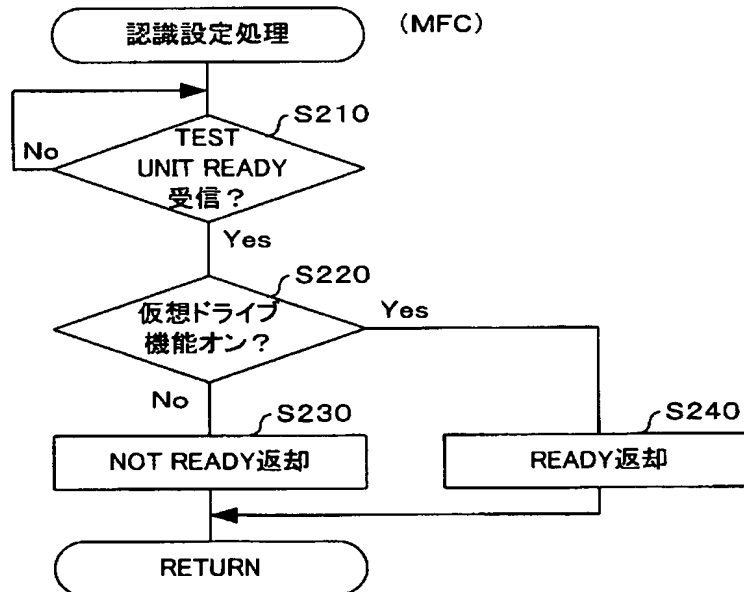 認識設定処理
(MFC)
S210
TEST
UNIT READY
受信?
No
Yes
S220
仮想ドライブ
機能オン?
Yes
No
S230
NOT READY返却
S240
READY返却
RETURN